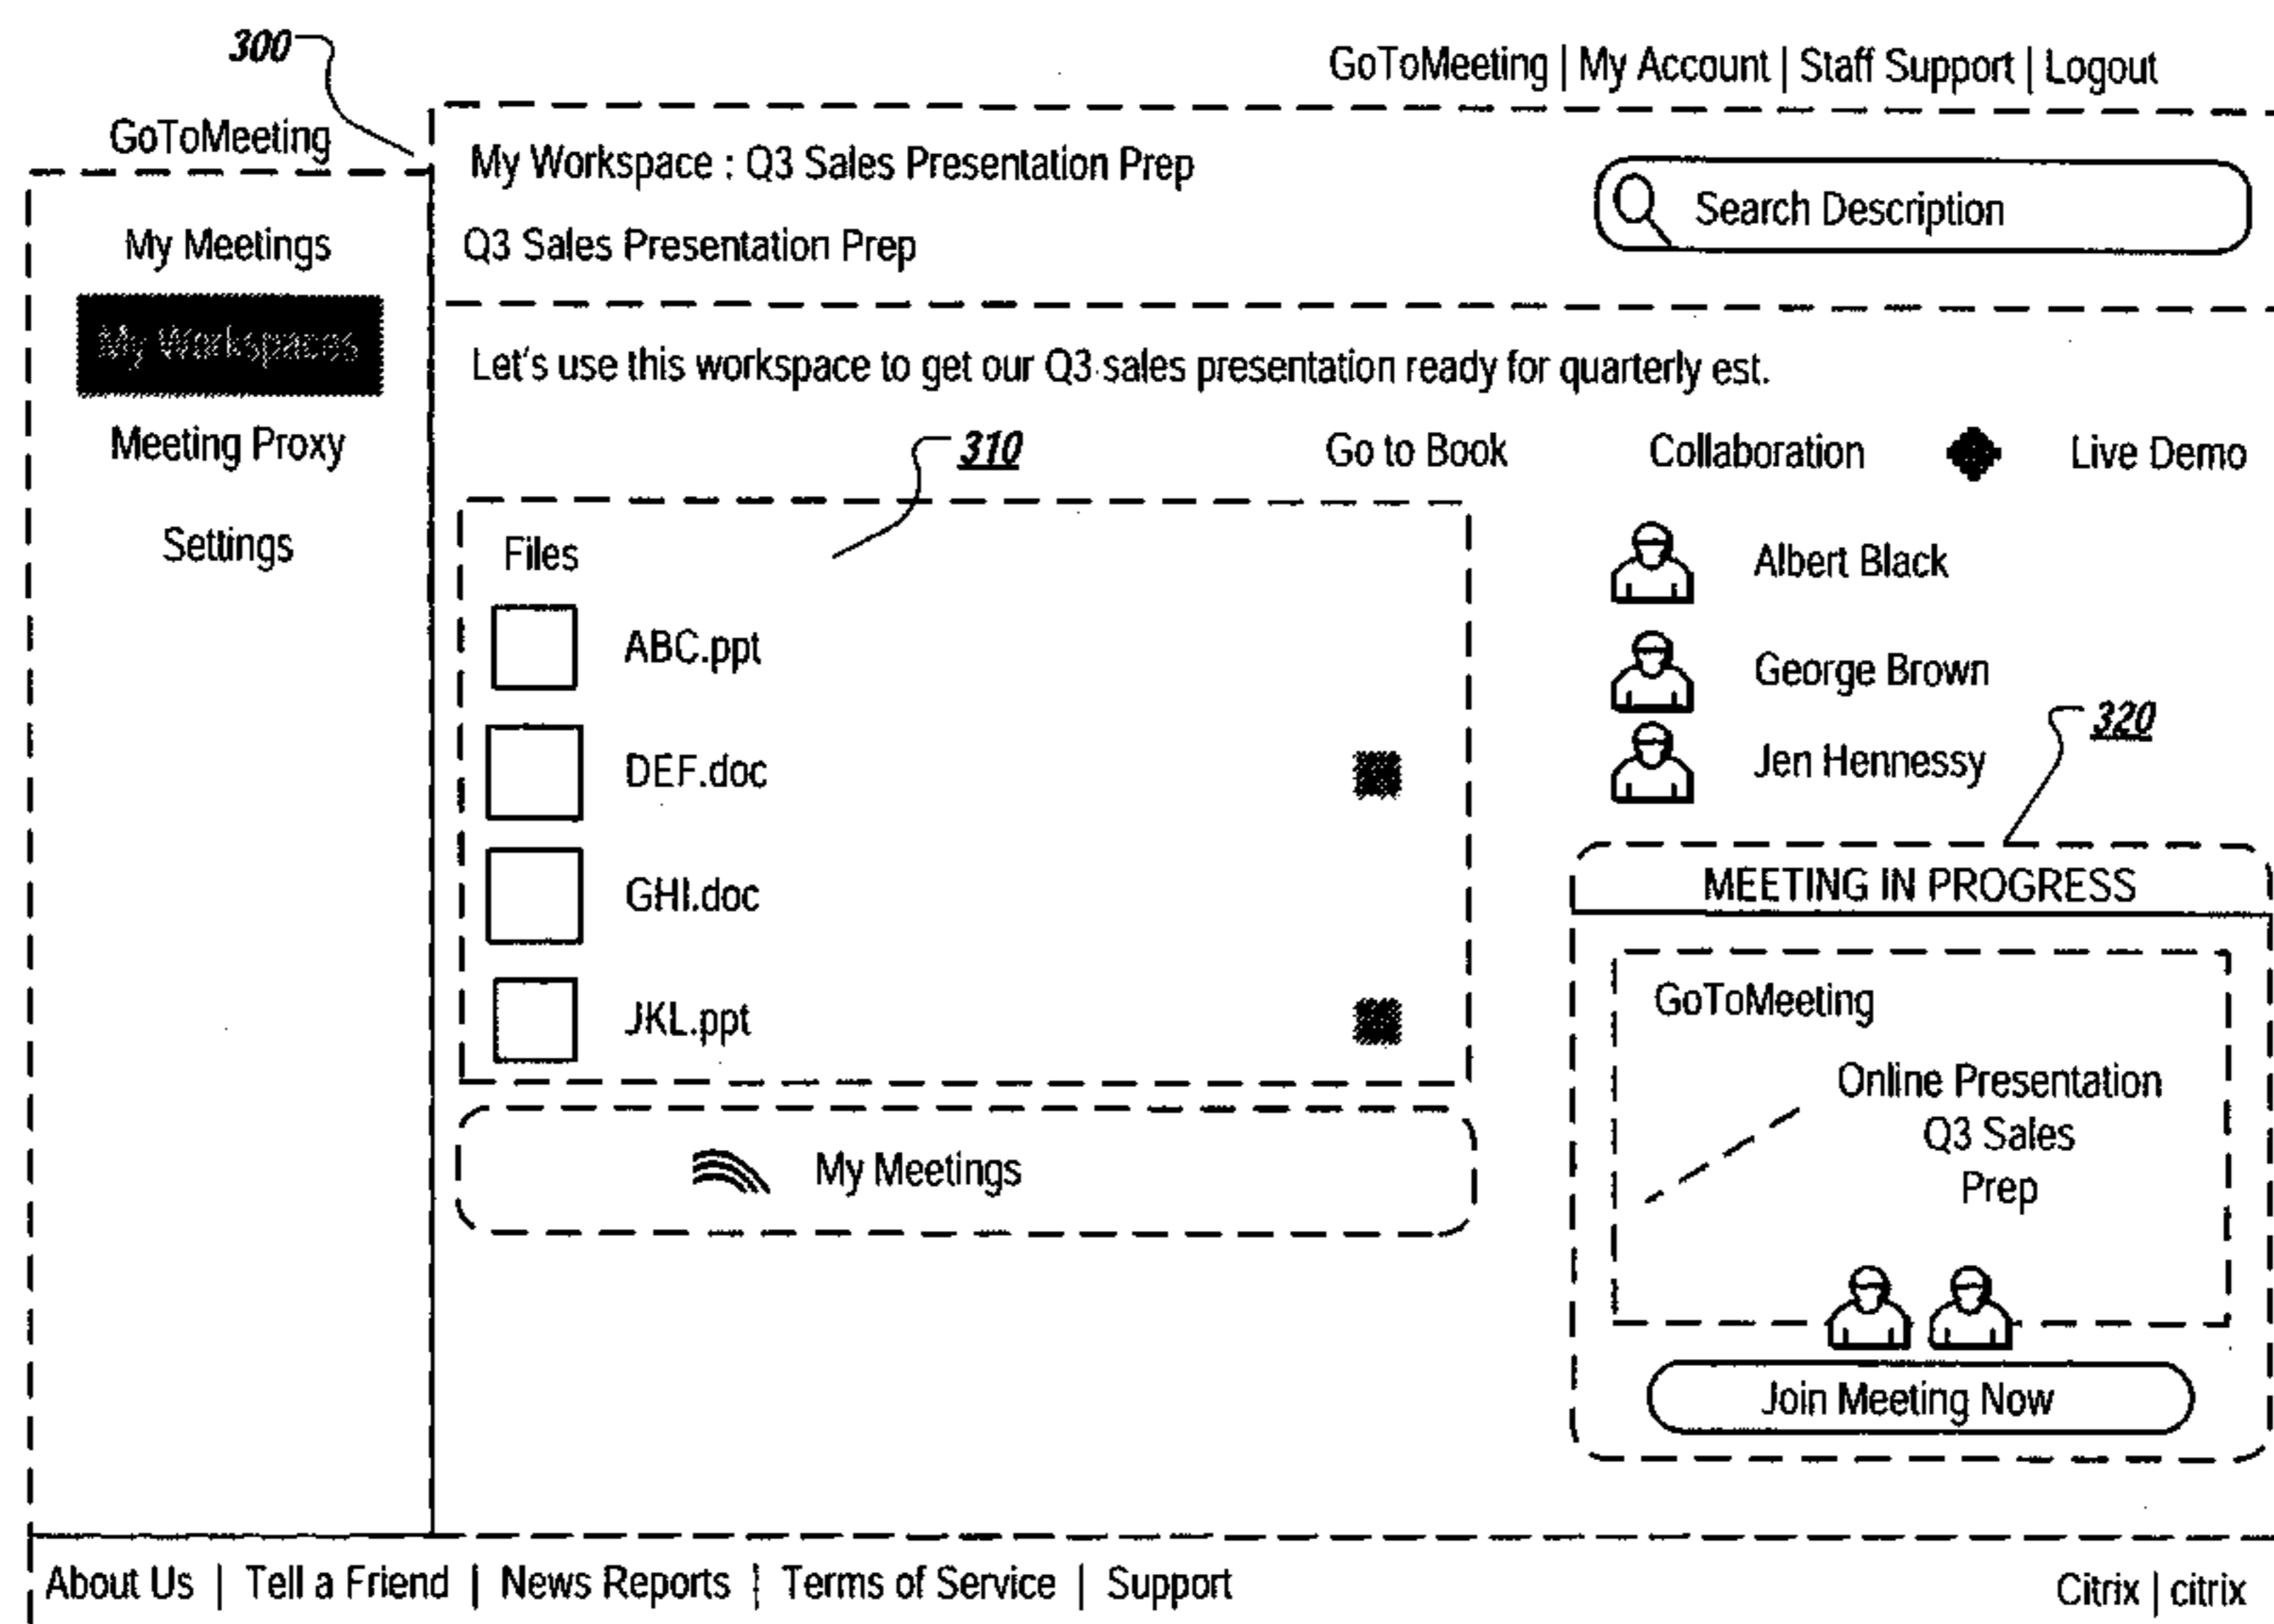 300
GoToMeeting | My Account | Staff Support | Logout
GoToMeeting
My Meetings
My Workspaces
Meeting Proxy
Settings
My Workspace : Q3 Sales Presentation Prep
Q3 Sales Presentation Prep
Search Description
Let's use this workspace to get our Q3 sales presentation ready for quarterly est.
310
Go to Book Collaboration Live Demo
Files
ABC.ppt
DEF.doc
GHI.doc
JKL.ppt
My Meetings
Albert Black
George Brown
Jen Hennessy
320
MEETING IN PROGRESS
GoToMeeting
Online Presentation
Q3 Sales
Prep
Join Meeting Now
About Us | Tell a Friend | News Reports | Terms of Service | Support
Citrix | citrix